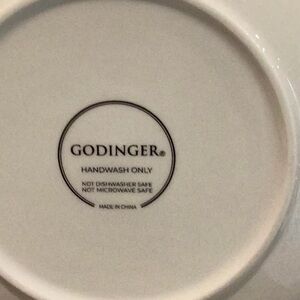 GODINGER®
HANDWASH ONLY
NOT DISHWASHER SAFE
NOT MICROWAVE SAFE
MADE IN CHINA